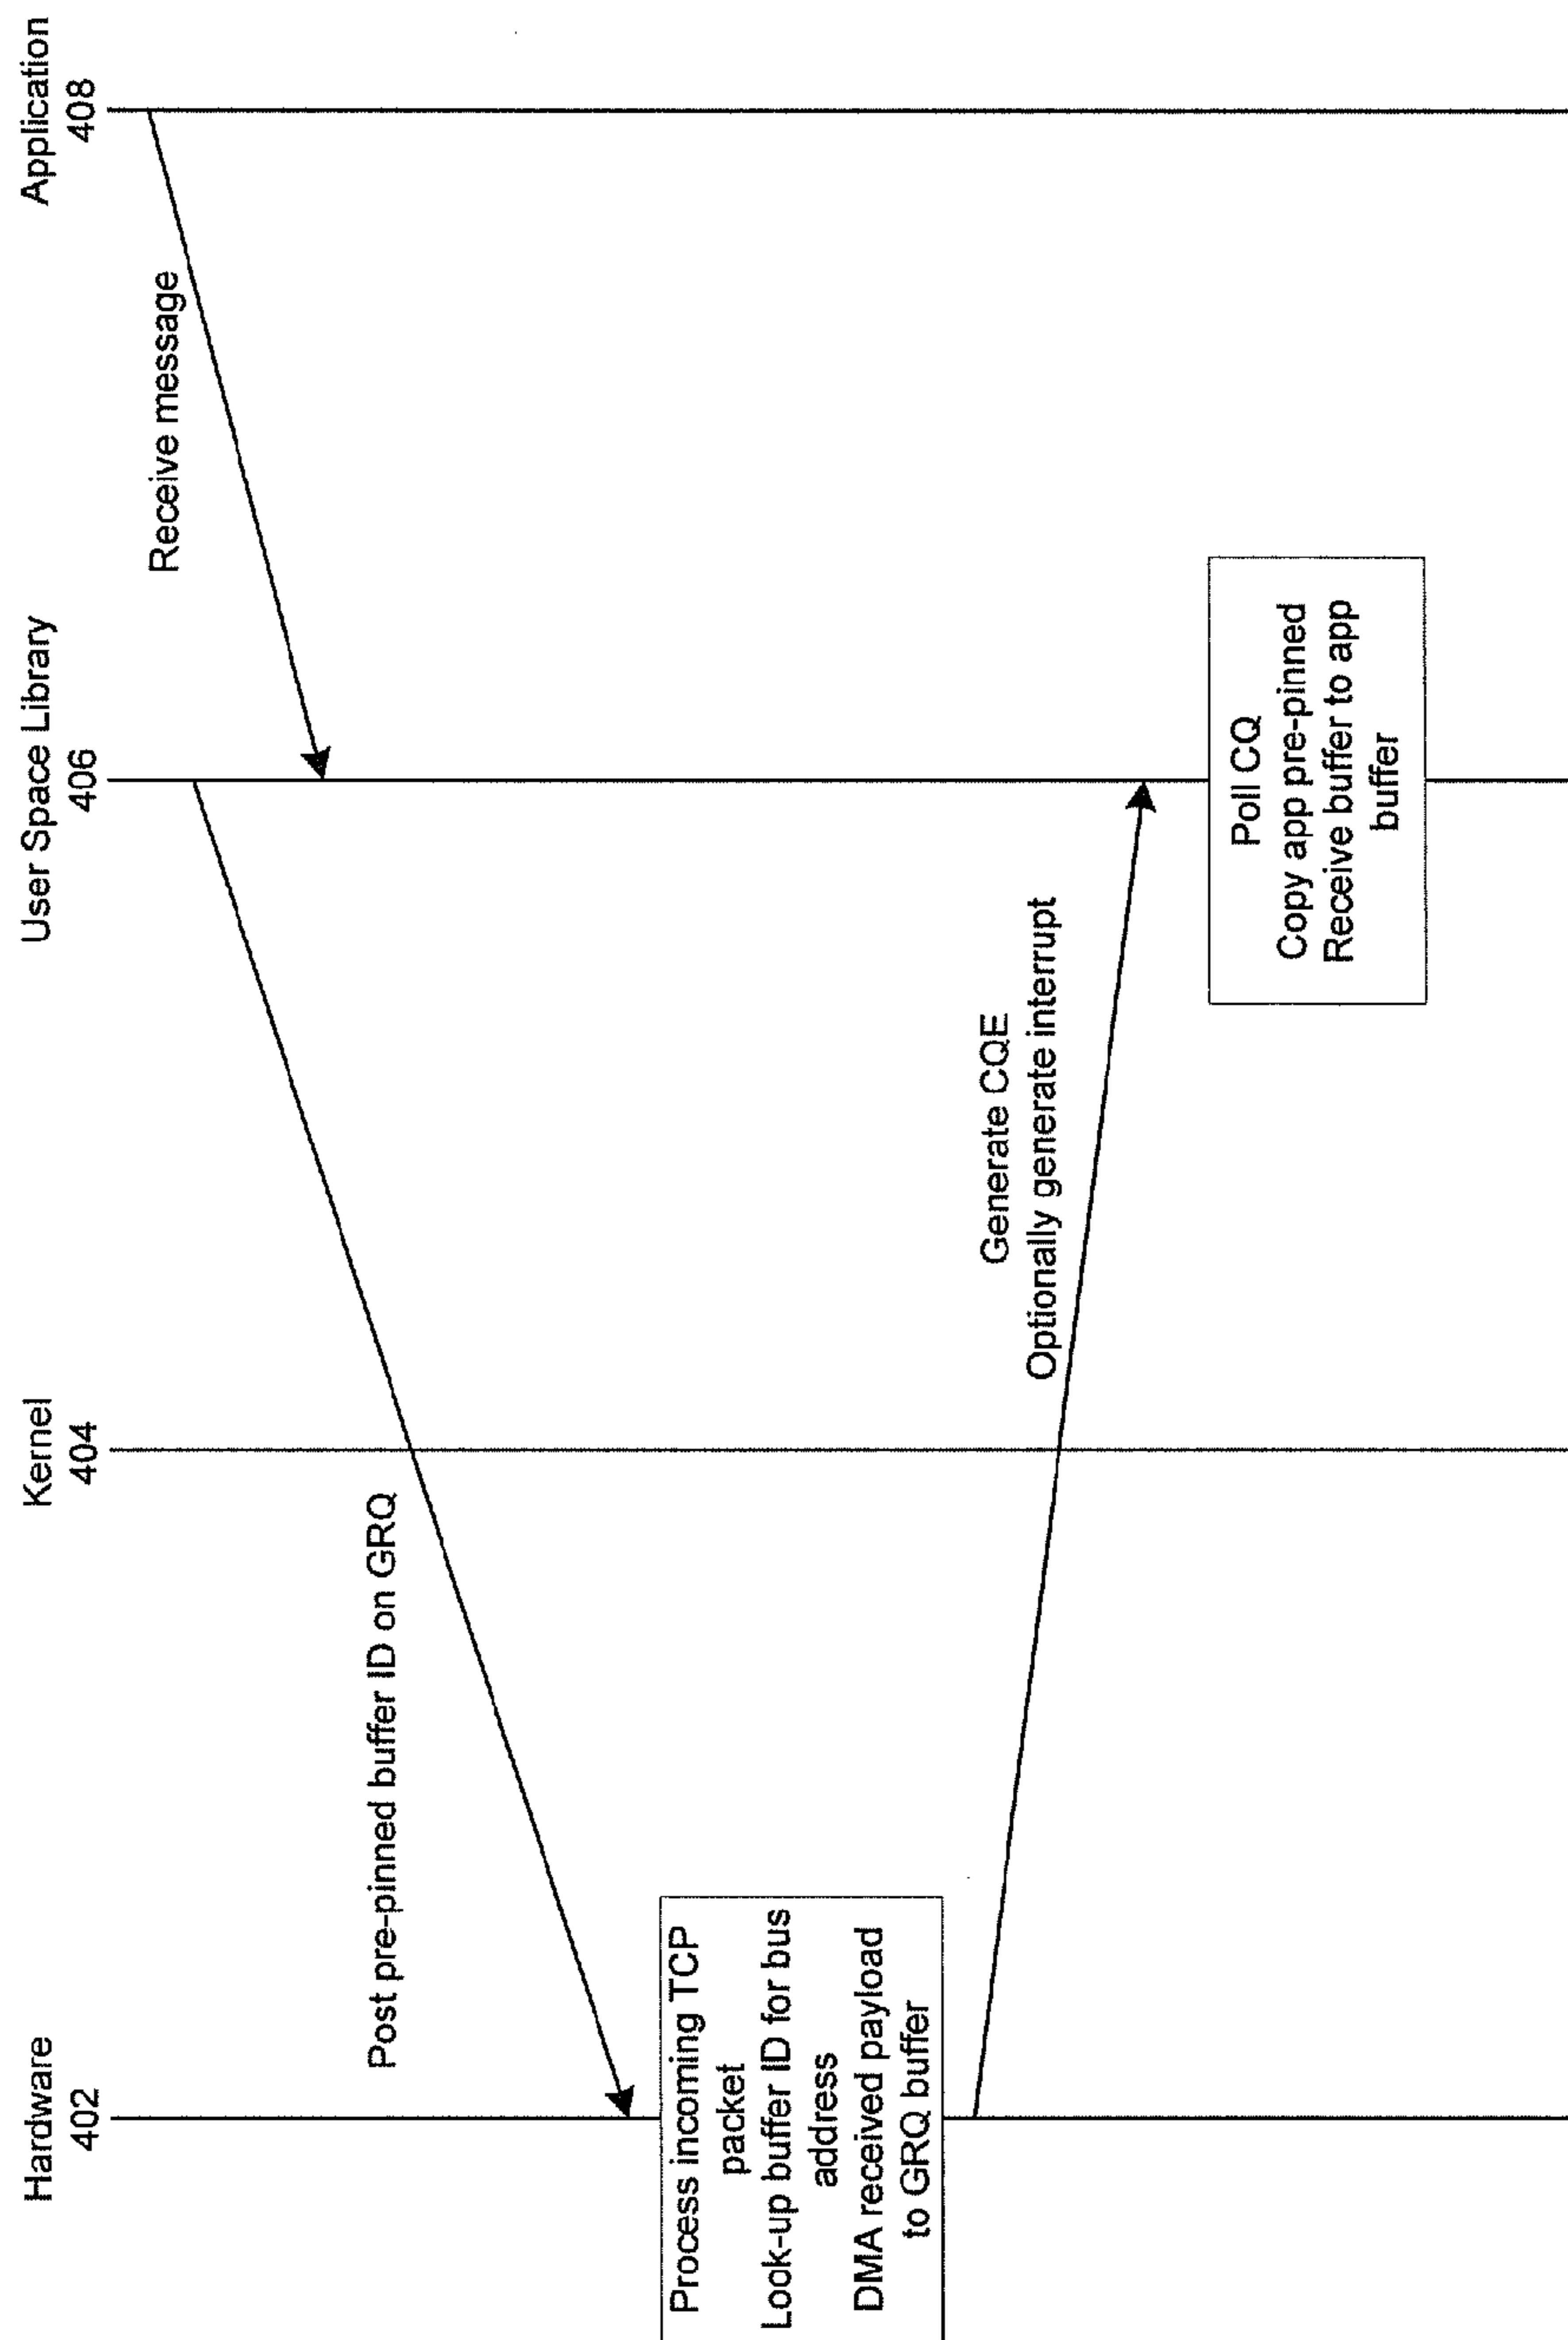 Hardware
402
Kernel
404
User Space Library
406
Application
408
Receive message
Post pre-pinned buffer ID on GRQ
Process incoming TCP
packet
Look-up buffer ID for bus
address
DMA received payload
to GRQ buffer
Generate CQE
Optionally generate interrupt
Poll CQ
Copy app pre-pinned
Receive buffer to app
buffer